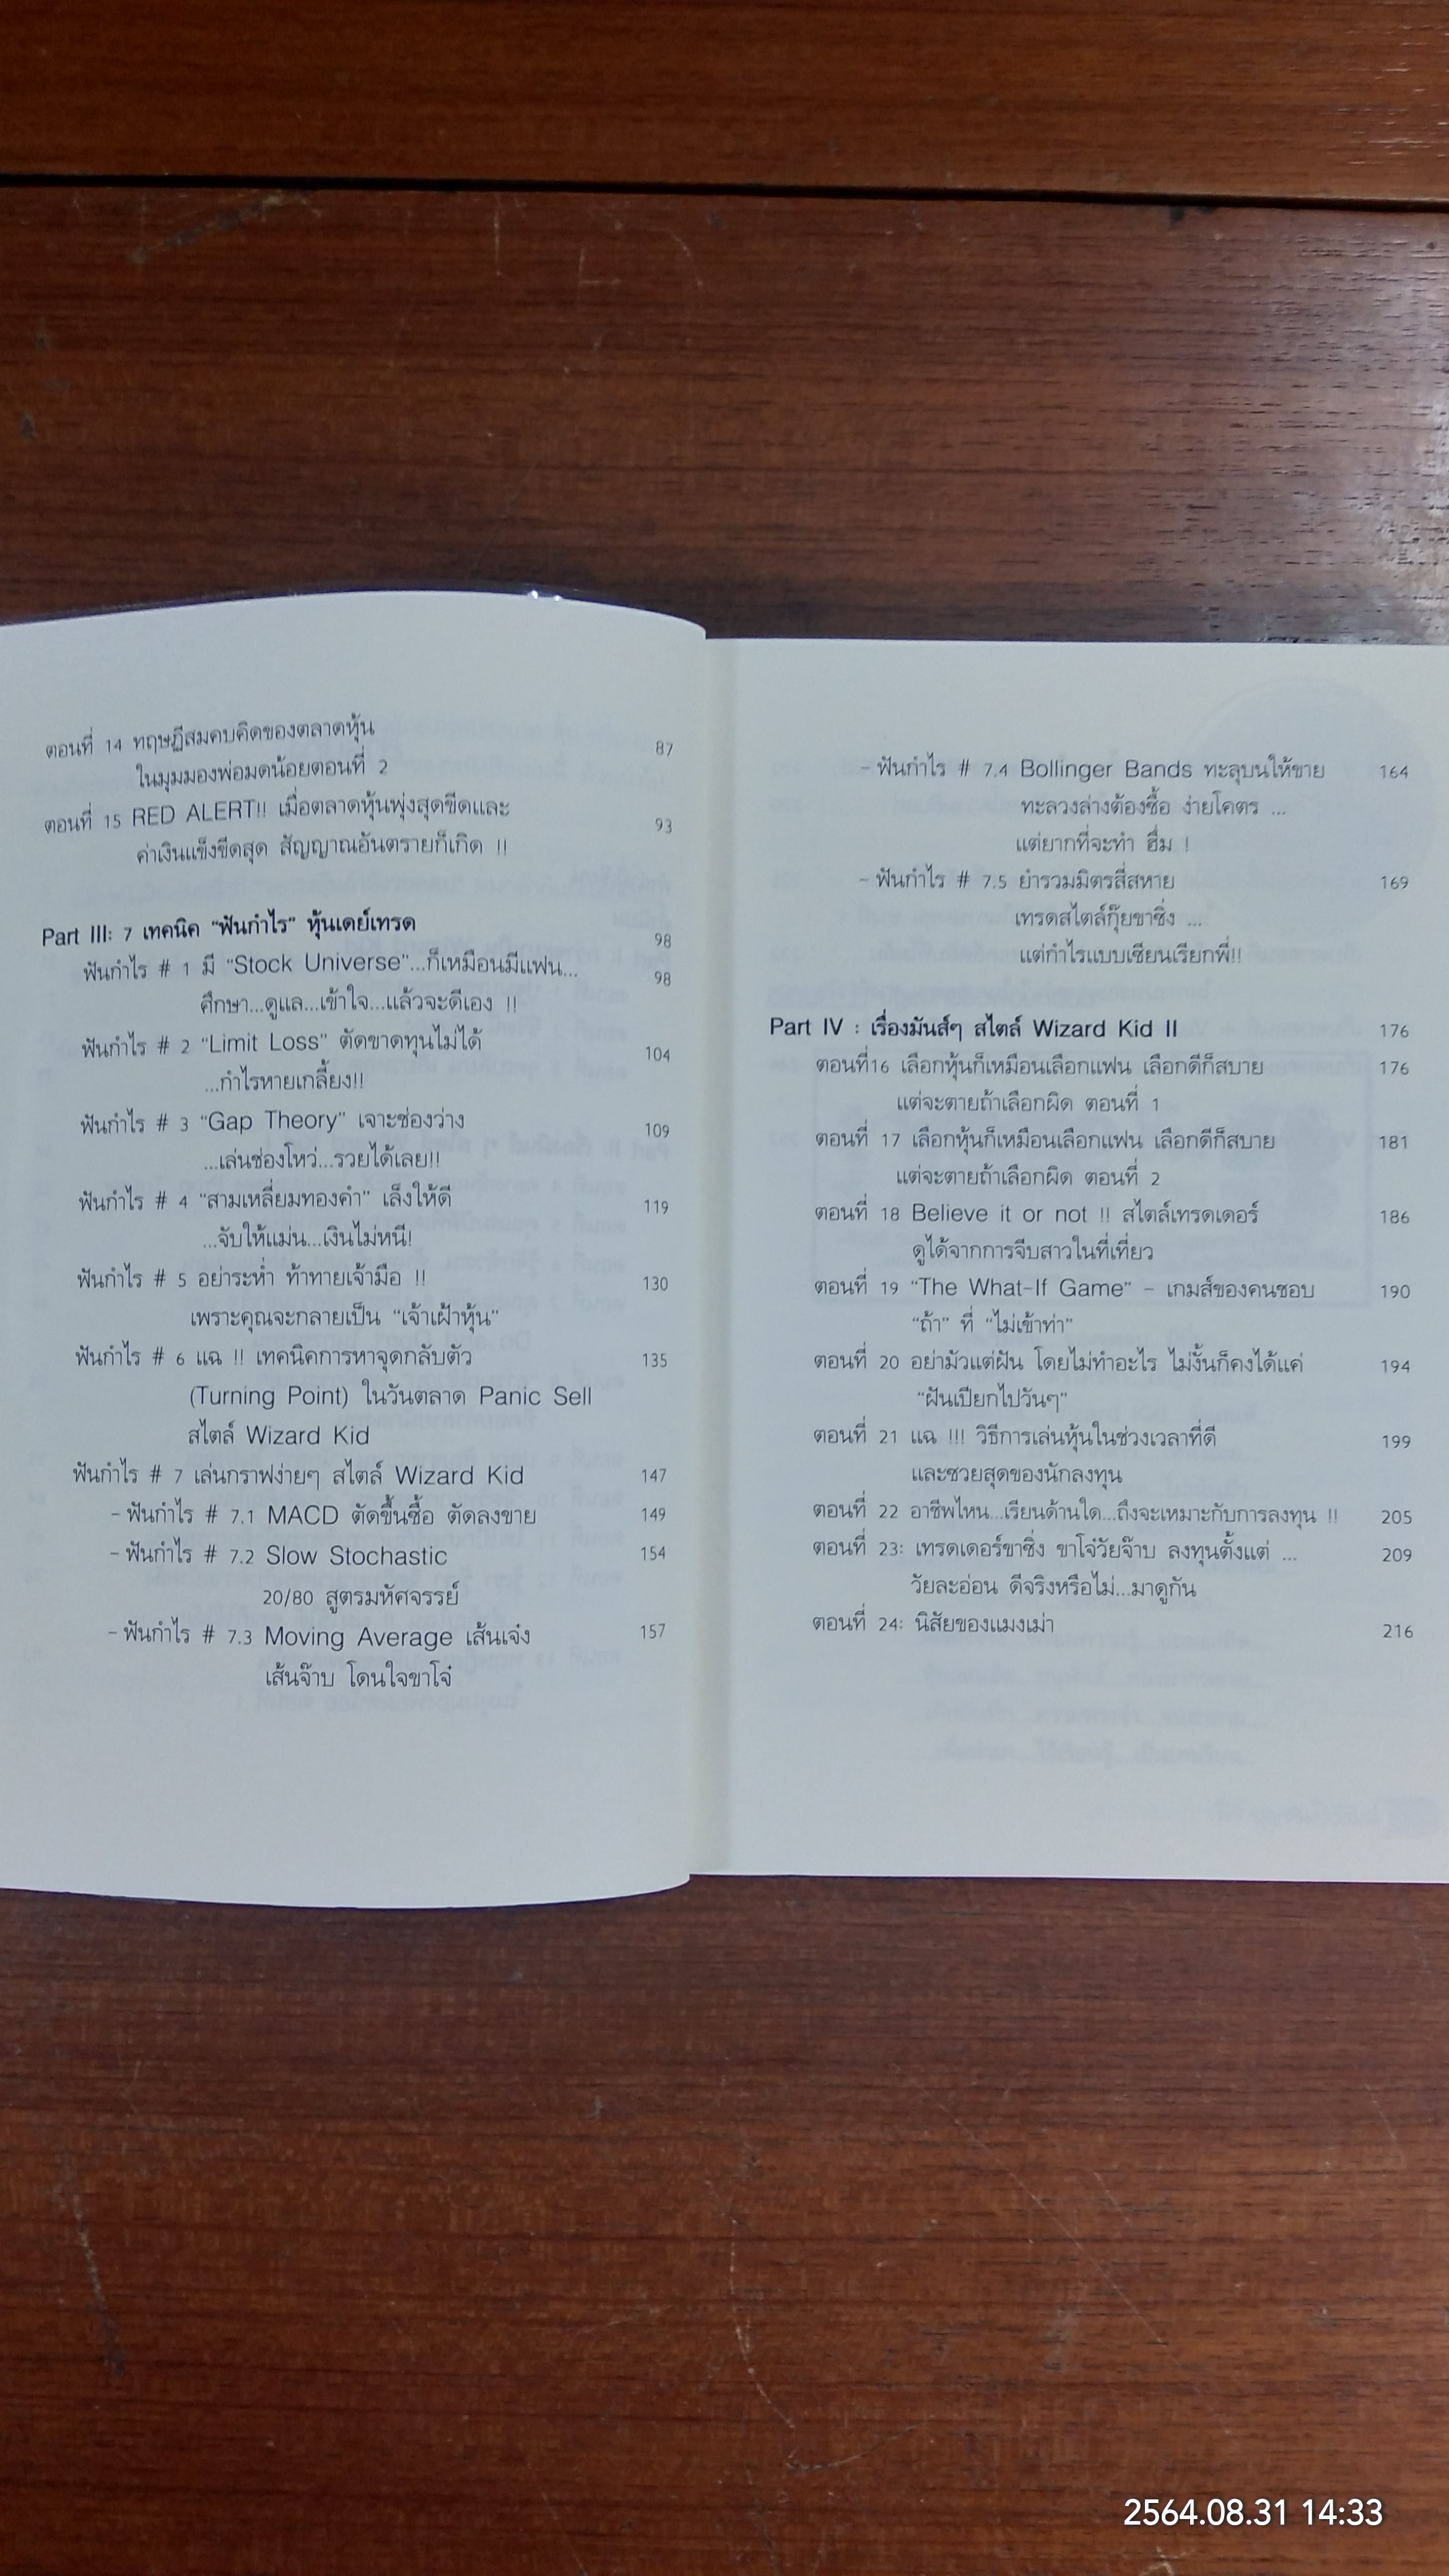 ตอนที่ 14 ทฤษฎีสมคบคิดของตลาดหุ้น 87
ในมุมมองพ่อมดน้อยตอนที่ 2
ตอนที่ 15 RED ALERT!! เมื่อตลาดหุ้นพุ่งสุดขีดและ 93
ค่าเงินแข็งขีดสุด สัญญาณอันตรายก็เกิด !!
Part III: 7 เทคนิค “ฟันกำไร” หุ้นเดย์เทรด 98
ฟันกำไร # 1 มี “Stock Universe”...ก็เหมือนมีแฟน... 98
ศึกษา...ดูแล...เข้าใจ...แล้วจะดีเอง !!
ฟันกำไร # 2 “Limit Loss” ตัดขาดทุนไม่ได้ 104
...กำไรหายเกลี้ยง!!
ฟันกำไร # 3 “Gap Theory” เจาะช่องว่าง 109
...เล่นช่องโหว่...รวยได้เลย!!
ฟันกำไร # 4 “สามเหลี่ยมทองคำ” เล็งให้ดี 119
...จับให้แม่น...เงินไม่หนี!
ฟันกำไร # 5 อย่าระห่ำ ท้าทายเจ้ามือ !! 130
เพราะคุณจะกลายเป็น “เจ้าเฝ้าหุ้น”
ฟันกำไร # 6 แฉ !! เทคนิคการหาจุดกลับตัว 135
(Turning Point) ในวันตลาด Panic Sell
สไตล์ Wizard Kid
ฟันกำไร # 7 เล่นกราฟง่ายๆ สไตล์ Wizard Kid 147
- ฟันกำไร # 7.1 MACD ตัดขึ้นซื้อ ตัดลงขาย 149
- ฟันกำไร # 7.2 Slow Stochastic 154
20/80 สูตรมหัศจรรย์
- ฟันกำไร # 7.3 Moving Average เส้นเจ๋ง 157
เส้นจ๊าบ โดนใจขาโจ๋
- ฟันกำไร # 7.4 Bollinger Bands ทะลุบนให้ขาย 164
ทะลวงล่างต้องซื้อ ง่ายโคตร ...
แต่ยากที่จะทำ ฮึ่ม !
- ฟันกำไร # 7.5 ยำรวมมิตรสี่สหาย 169
เทรดสไตล์กุ๊ยขาซิ่ง ...
แต่กำไรแบบเซียนเรียกพี่!!
Part IV : เรื่องมันส์ๆ สไตล์ Wizard Kid II 176
ตอนที่16 เลือกหุ้นก็เหมือนเลือกแฟน เลือกดีก็สบาย 176
แต่จะตายถ้าเลือกผิด ตอนที่ 1
ตอนที่ 17 เลือกหุ้นก็เหมือนเลือกแฟน เลือกดีก็สบาย 181
แต่จะตายถ้าเลือกผิด ตอนที่ 2
ตอนที่ 18 Believe it or not !! สไตล์เทรดเดอร์ 186
ดูได้จากการจีบสาวในที่เที่ยว
ตอนที่ 19 “The What-If Game” - เกมส์ของคนชอบ 190
“ถ้า” ที่ “ไม่เข้าท่า”
ตอนที่ 20 อย่ามัวแต่ฝัน โดยไม่ทำอะไร ไม่งั้นก็คงได้แค่ 194
“ฝันเปียกไปวันๆ”
ตอนที่ 21 แฉ !!! วิธีการเล่นหุ้นในช่วงเวลาที่ดี 199
และซวยสุดของนักลงทุน
ตอนที่ 22 อาชีพไหน...เรียนด้านใด...ถึงจะเหมาะกับการลงทุน !! 205
ตอนที่ 23: เทรดเดอร์ขาซิ่ง ขาโจ๋วัยจ๊าบ ลงทุนตั้งแต่ ... 209
วัยละอ่อน ดีจริงหรือไม่...มาดูกัน
ตอนที่ 24: นิสัยของแมงเม่า 216
2564.08.31 14:33